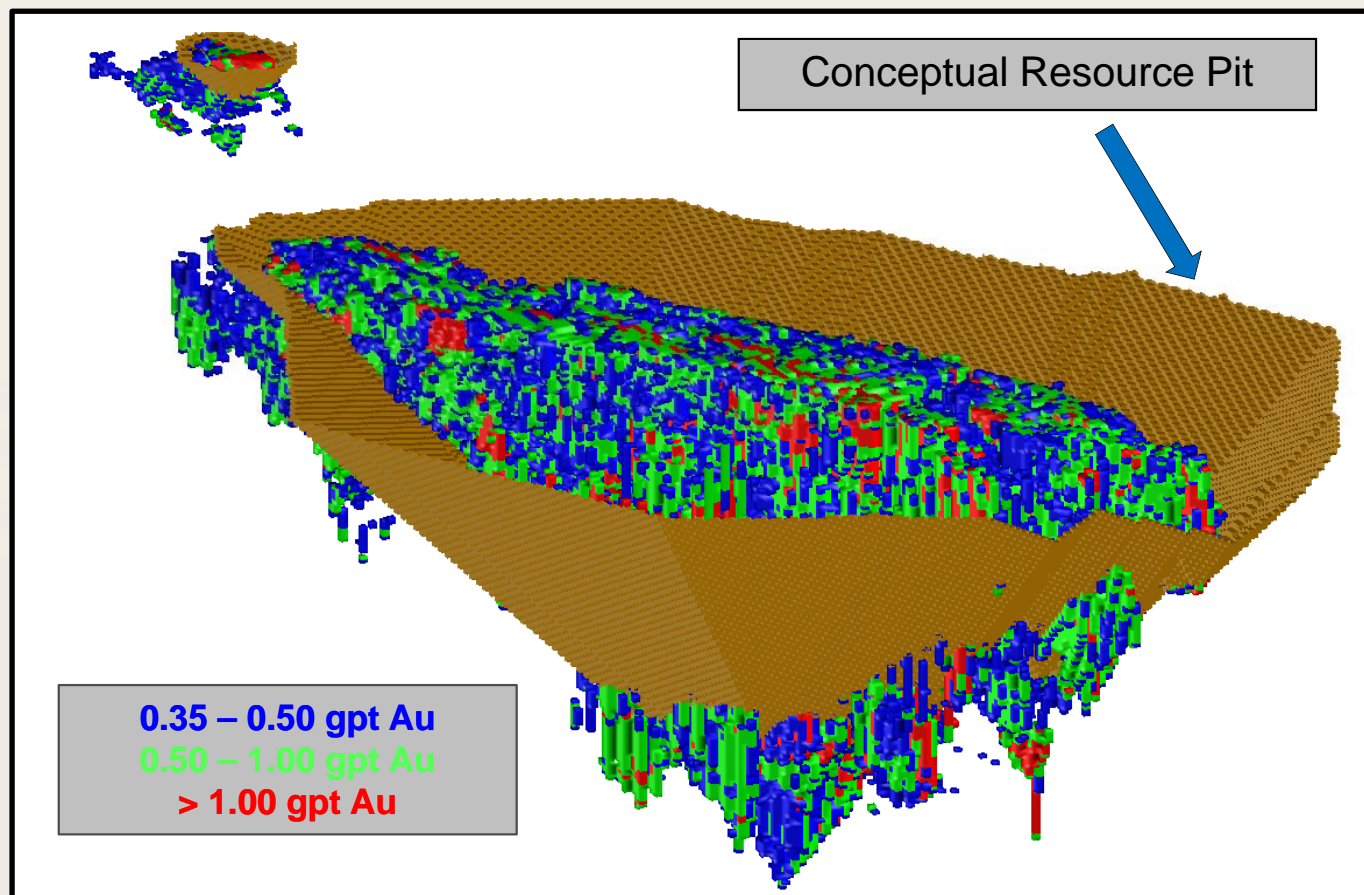 Conceptual Resource Pit
0.35 – 0.50 gpt Au
0.50 – 1.00 gpt Au
> 1.00 gpt Au